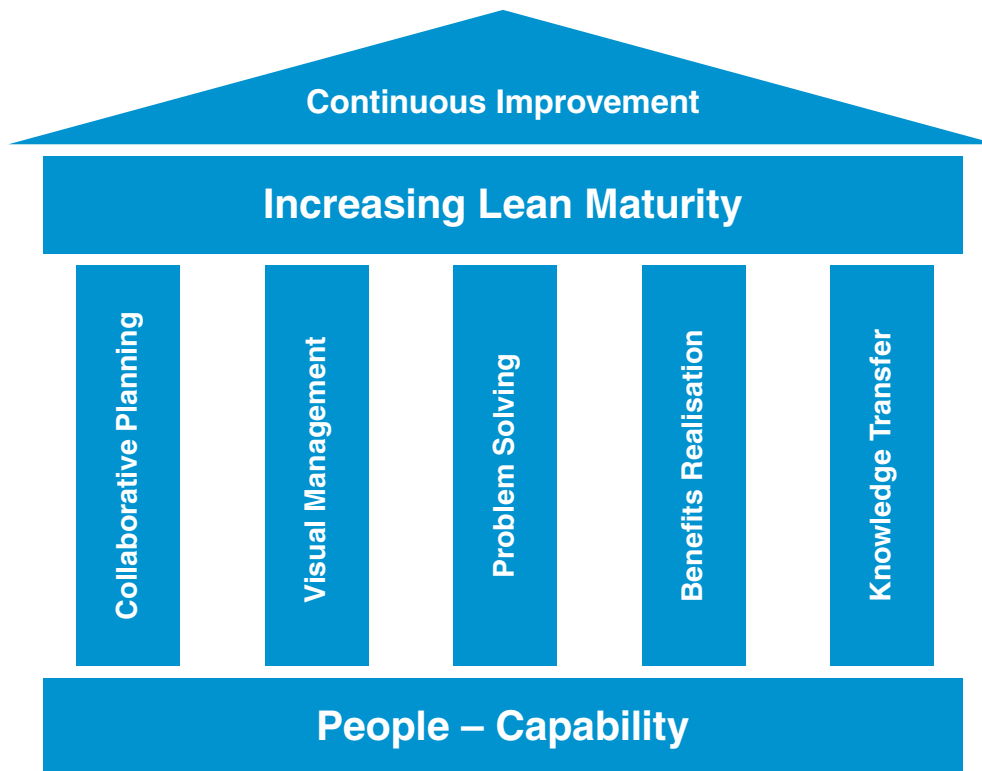 Continuous Improvement
Increasing Lean Maturity
Collaborative Planning
Visual Management
Problem Solving
Benefits Realisation
Knowledge Transfer
People – Capability